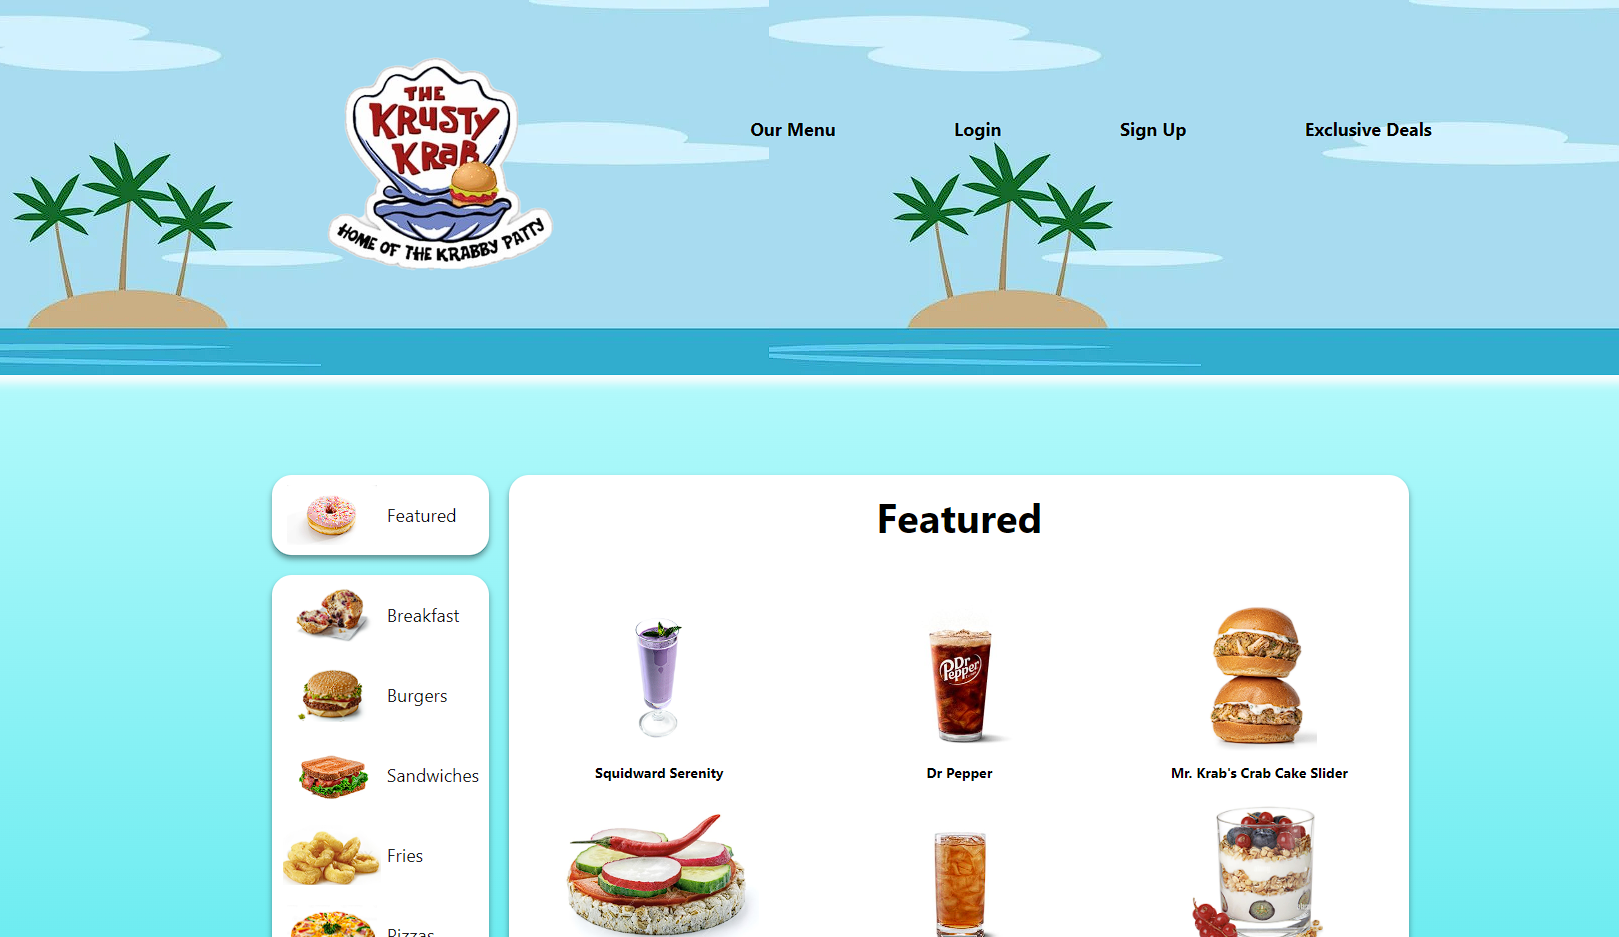 THE
KRUSTY
KRAB
HOME OF THE KRABBY PATTY
Our Menu
Login
Sign Up
Exclusive Deals
Featured
Breakfast
Burgers
Sandwiches
Fries
Pizzas
Featured
Dr Pepper
Squidward Serenity
Dr Pepper
Mr. Krab's Crab Cake Slider